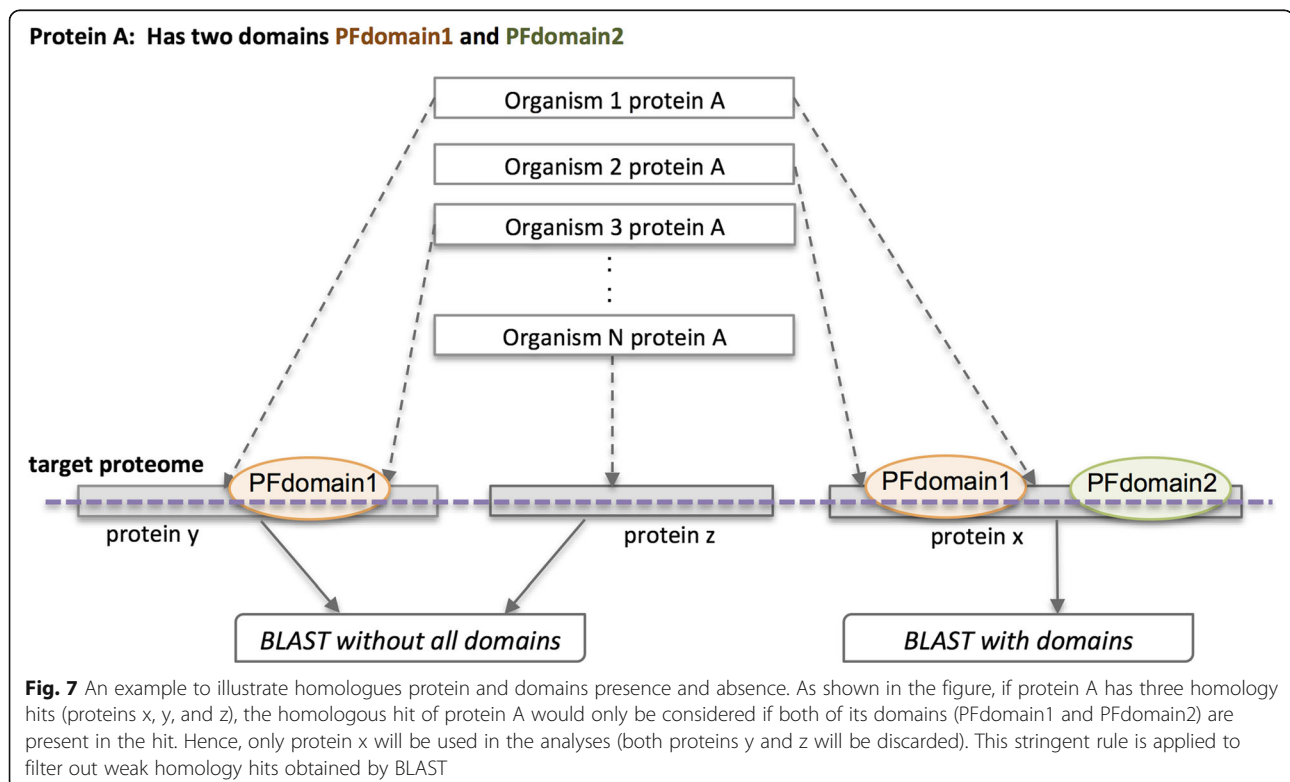 Protein A: Has two domains PFdomain1 and PFdomain2
Organism 1 protein A
Organism 2 protein A
Organism 3 protein A
Organism N protein A
target proteome
PFdomain1
PFdomain1
PFdomain2
protein y
protein z
protein x
BLAST without all domains
BLAST with domains
Fig. 7 An example to illustrate homologues protein and domains presence and absence. As shown in the figure, if protein A has three homology
hits (proteins x, y, and z), the homologous hit of protein A would only be considered if both of its domains (PFdomain1 and PFdomain2) are
present in the hit. Hence, only protein x will be used in the analyses (both proteins y and z will be discarded). This stringent rule is applied to
filter out weak homology hits obtained by BLAST